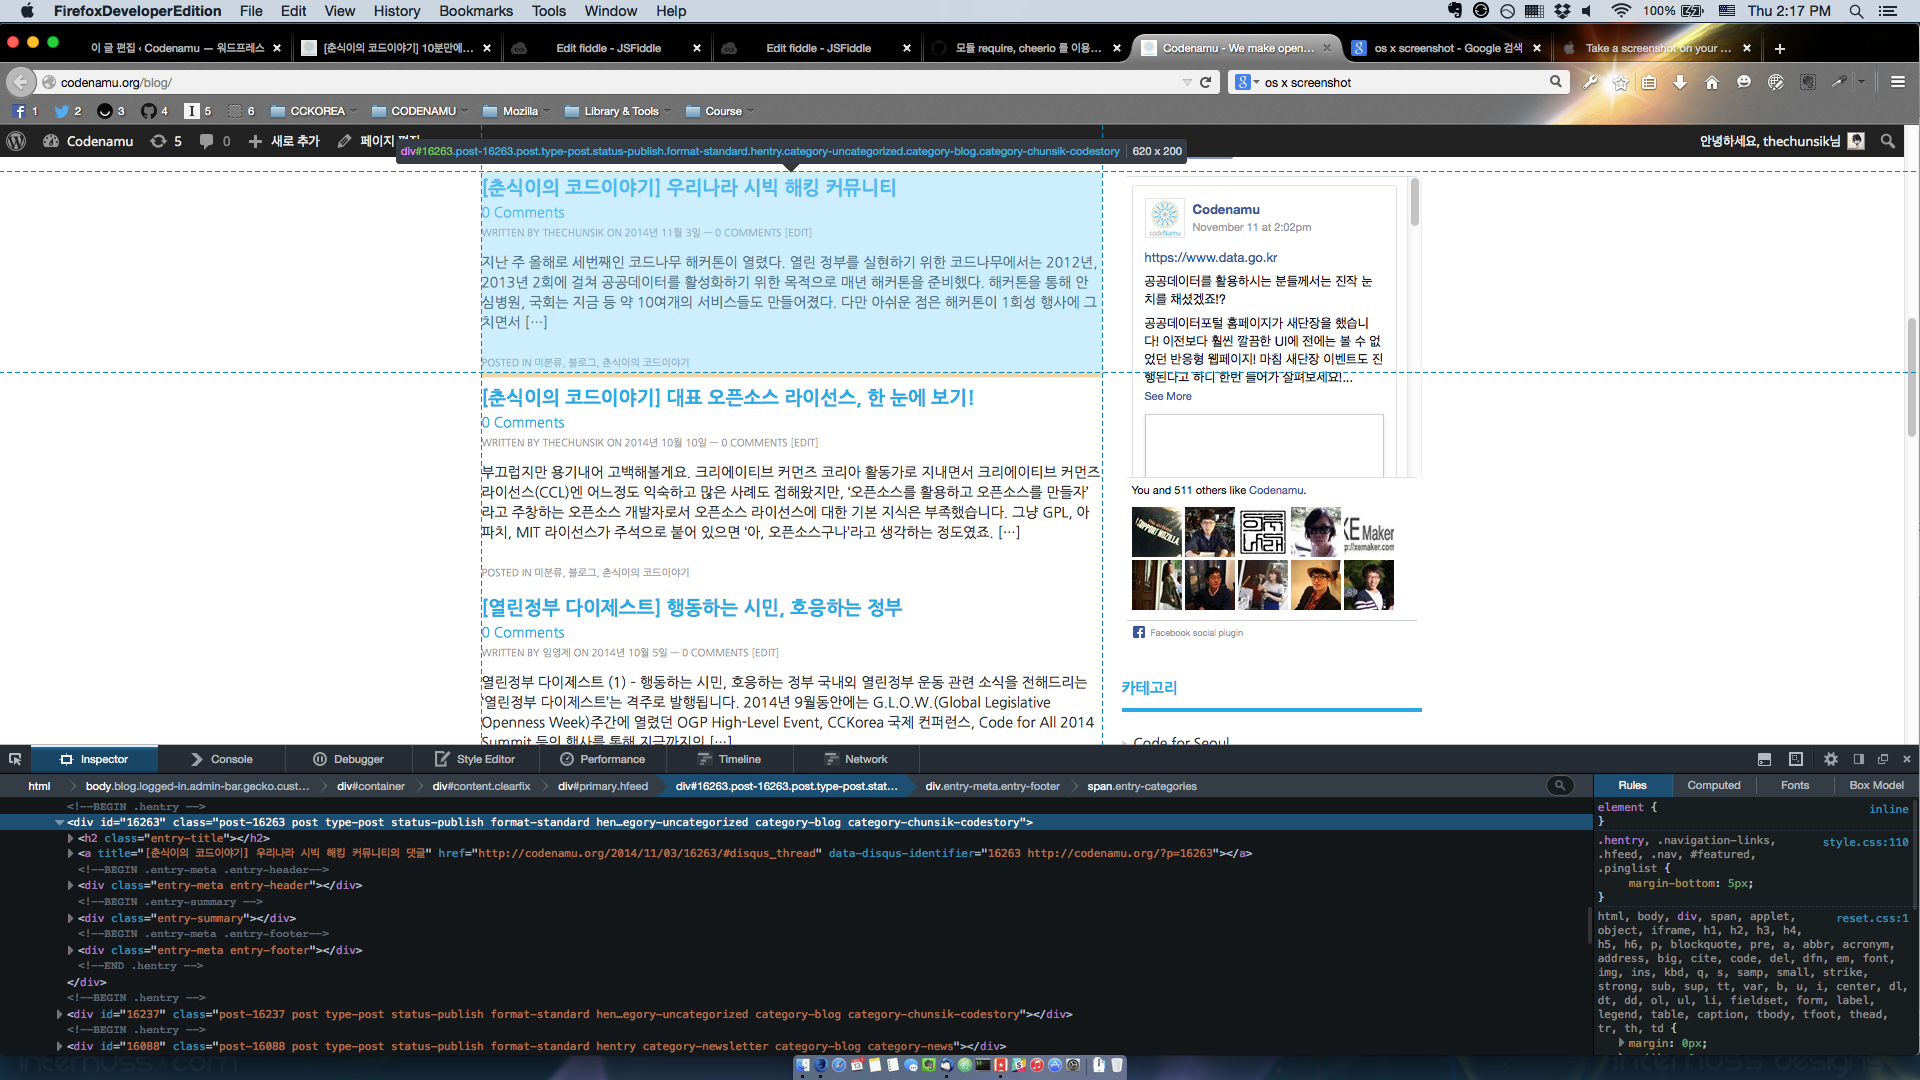 FirefoxDeveloperEdition File Edit View History Bookmarks Tools Window Help 100% Thu 2:17 PM
이 글 편집 ‹ Codenamu — 워드프레스
[춘식이의 코드이야기] 10분만에...
Edit fiddle - JSFiddle
Edit fiddle - JSFiddle
모듈 require, cheerio 를 이용...
Codenamu - We make open...
os x screenshot - Google 검색
Take a screenshot on your ...
codenamu.org/blog/
os x screenshot
1 2 3 4 5 6 CCKOREA CODENAMU Mozilla Library & Tools Course
Codenamu 5 0 새로 추가 페이지 편집
안녕하세요, thechunsik님
div#16263.post-16263.post.type-post.status-publish.format-standard.hentry.category-uncategorized.category-blog.category-chunsik-codestory 620 x 200
[춘식이의 코드이야기] 우리나라 시빅 해킹 커뮤니티
0 Comments
WRITTEN BY THECHUNSIK ON 2014년 11월 3일 — 0 COMMENTS [EDIT]
지난 주 올해로 세번째인 코드나무 해커톤이 열렸다. 열린 정부를 실현하기 위한 코드나무에서는 2012년,
2013년 2회에 걸쳐 공공데이터를 활성화하기 위한 목적으로 매년 해커톤을 준비했다. 해커톤을 통해 안
심병원, 국회는 지금 등 약 10여개의 서비스들도 만들어졌다. 다만 아쉬운 점은 해커톤이 1회성 행사에 그
치면서 […]
POSTED IN 미분류, 블로그, 춘식이의 코드이야기
[춘식이의 코드이야기] 대표 오픈소스 라이선스, 한 눈에 보기!
0 Comments
WRITTEN BY THECHUNSIK ON 2014년 10월 10일 — 0 COMMENTS [EDIT]
부끄럽지만 용기내어 고백해볼게요. 크리에이티브 커먼즈 코리아 활동가로 지내면서 크리에이티브 커먼즈
라이선스(CCL)엔 어느정도 익숙하고 많은 사례도 접해왔지만, ‘오픈소스를 활용하고 오픈소스를 만들자’
라고 주창하는 오픈소스 개발자로서 오픈소스 라이선스에 대한 기본 지식은 부족했습니다. 그냥 GPL, 아
파치, MIT 라이선스가 주석으로 붙어 있으면 ‘아, 오픈소스구나’라고 생각하는 정도였죠. […]
POSTED IN 미분류, 블로그, 춘식이의 코드이야기
[열린정부 다이제스트] 행동하는 시민, 호응하는 정부
0 Comments
WRITTEN BY 임영제 ON 2014년 10월 5일 — 0 COMMENTS [EDIT]
열린정부 다이제스트 (1) - 행동하는 시민, 호응하는 정부 국내외 열린정부 운동 관련 소식을 전해드리는
‘열린정부 다이제스트’는 격주로 발행됩니다. 2014년 9월동안에는 G.L.O.W.(Global Legislative
Openness Week)주간에 열렸던 OGP High-Level Event, CCKorea 국제 컨퍼런스, Code for All 2014
Summit 등의 행사를 통해 지금까지의 […]
Codenamu
November 11 at 2:02pm
codeNamu
https://www.data.go.kr
공공데이터를 활용하시는 분들께서는 진작 눈
치를 채셨겠죠!?
공공데이터포털 홈페이지가 새단장을 했습니
다! 이전보다 훨씬 깔끔한 UI에 전에는 볼 수 없
었던 반응형 웹페이지! 마침 새단장 이벤트도 진
행된다고 하니 한번 들어가 살펴보세요!...
See More
You and 511 others like Codenamu.
I SUPPORT MOZILLA.
XE Maker
http://xemaker.com
Facebook social plugin
카테고리
Code for Seoul
Inspector Console Debugger Style Editor Performance Timeline Network
html body.blog.logged-in.admin-bar.gecko.cust... div#container div#content.clearfix div#primary.hfeed div#16263.post-16263.post.type-post.stat... div.entry-meta.entry-footer span.entry-categories
<!--BEGIN .hentry -->
<div id="16263" class="post-16263 post type-post status-publish format-standard hen…egory-uncategorized category-blog category-chunsik-codestory">
<h2 class="entry-title"></h2>
<a title="[춘식이의 코드이야기] 우리나라 시빅 해킹 커뮤니티의 댓글" href="http://codenamu.org/2014/11/03/16263/#disqus_thread" data-disqus-identifier="16263 http://codenamu.org/?p=16263"></a>
<!--BEGIN .entry-meta .entry-header-->
<div class="entry-meta entry-header"></div>
<!--BEGIN .entry-summary -->
<div class="entry-summary"></div>
<!--BEGIN .entry-meta .entry-footer-->
<div class="entry-meta entry-footer"></div>
<!--END .hentry -->
</div>
<!--BEGIN .hentry -->
<div id="16237" class="post-16237 post type-post status-publish format-standard hen…egory-uncategorized category-blog category-chunsik-codestory"></div>
<!--BEGIN .hentry -->
<div id="16088" class="post-16088 post type-post status-publish format-standard hentry category-newsletter category-blog category-news"></div>
Rules Computed Fonts Box Model
element { inline
}
.hentry, .navigation-links, style.css:110
.hfeed, .nav, #featured,
.pinglist {
margin-bottom: 5px;
}
html, body, div, span, applet, reset.css:1
object, iframe, h1, h2, h3, h4,
h5, h6, p, blockquote, pre, a, abbr, acronym,
address, big, cite, code, del, dfn, em, font,
img, ins, kbd, q, s, samp, small, strike,
strong, sub, sup, tt, var, b, u, i, center, dl,
dt, dd, ol, ul, li, fieldset, form, label,
legend, table, caption, tbody, tfoot, thead,
tr, th, td {
margin: 0px;